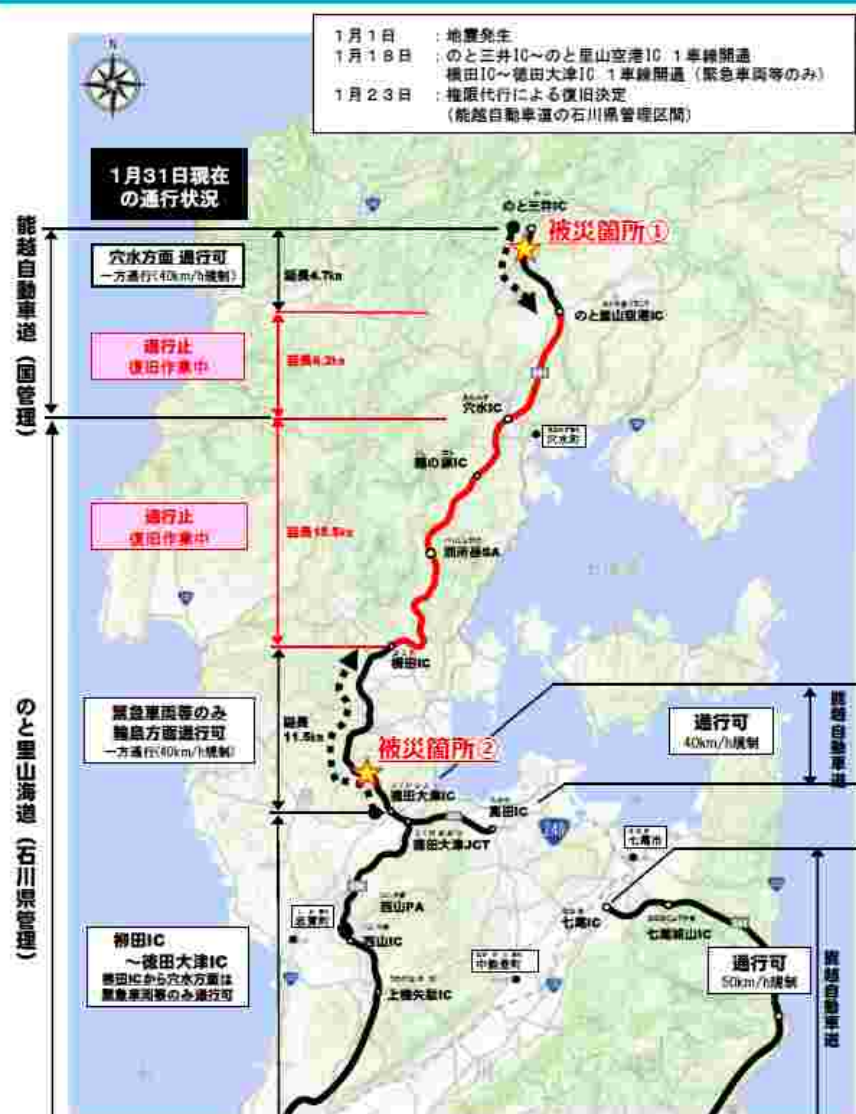 N
1月1日 :地震発生
1月18日 :のと三井IC~のと里山空港IC 1車線開通
横田IC~徳田大津IC 1車線開通(緊急車両等のみ)
1月23日 :権限代行による復旧決定
(能越自動車道の石川県管理区間)
1月31日現在
の通行状況
能越自動車道(国管理)
穴水方面 通行可
一方通行(40km/h規制)
延長4.7km
のと三井IC
被災箇所①
のと里山空港IC
通行止
復旧作業中
延長6.2km
穴水IC
穴水町
通行止
復旧作業中
別所岳SA
横田IC
のと里山海道(石川県管理)
緊急車両等のみ
輪島方面通行可
一方通行(40km/h規制)
延長
11.5km
被災箇所②
徳田大津IC
高田IC
徳田大津JCT
通行可
40km/h規制
能越自動車道
249
七尾市
西山PA
志賀町
西山IC
七尾IC
七尾城山IC
柳田IC
~徳田大津IC
横田ICから穴水方面は
緊急車両等のみ通行可
中能登町
上棚矢駄IC
通行可
50km/h規制
能越自動車道